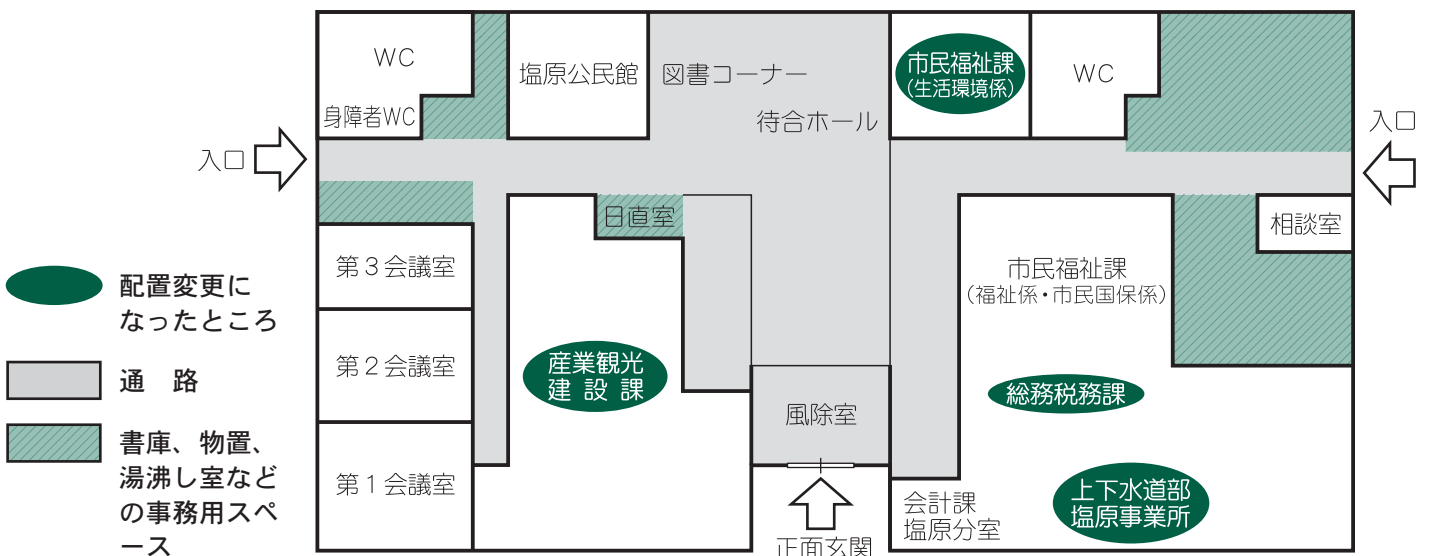 WC
身障者WC
塩原公民館
図書コーナー
待合ホール
市民福祉課
(生活環境係)
WC
入口
入口
日直室
相談室
第3会議室
第2会議室
第1会議室
産業観光
建設課
風除室
正面玄関
市民福祉課
(福祉係・市民国保係)
総務税務課
上下水道部
塩原事業所
会計課
塩原分室
配置変更に
なったところ
通　路
書庫、物置、
湯沸し室など
の事務用スペ
ース